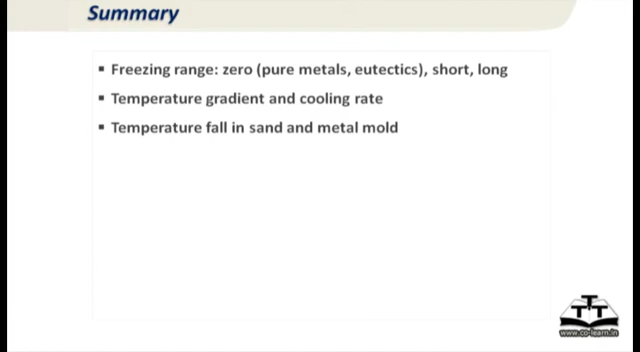 Summary
▪ Freezing range: zero (pure metals, eutectics), short, long
▪ Temperature gradient and cooling rate
▪ Temperature fall in sand and metal mold
TTT
www.co-learn.in